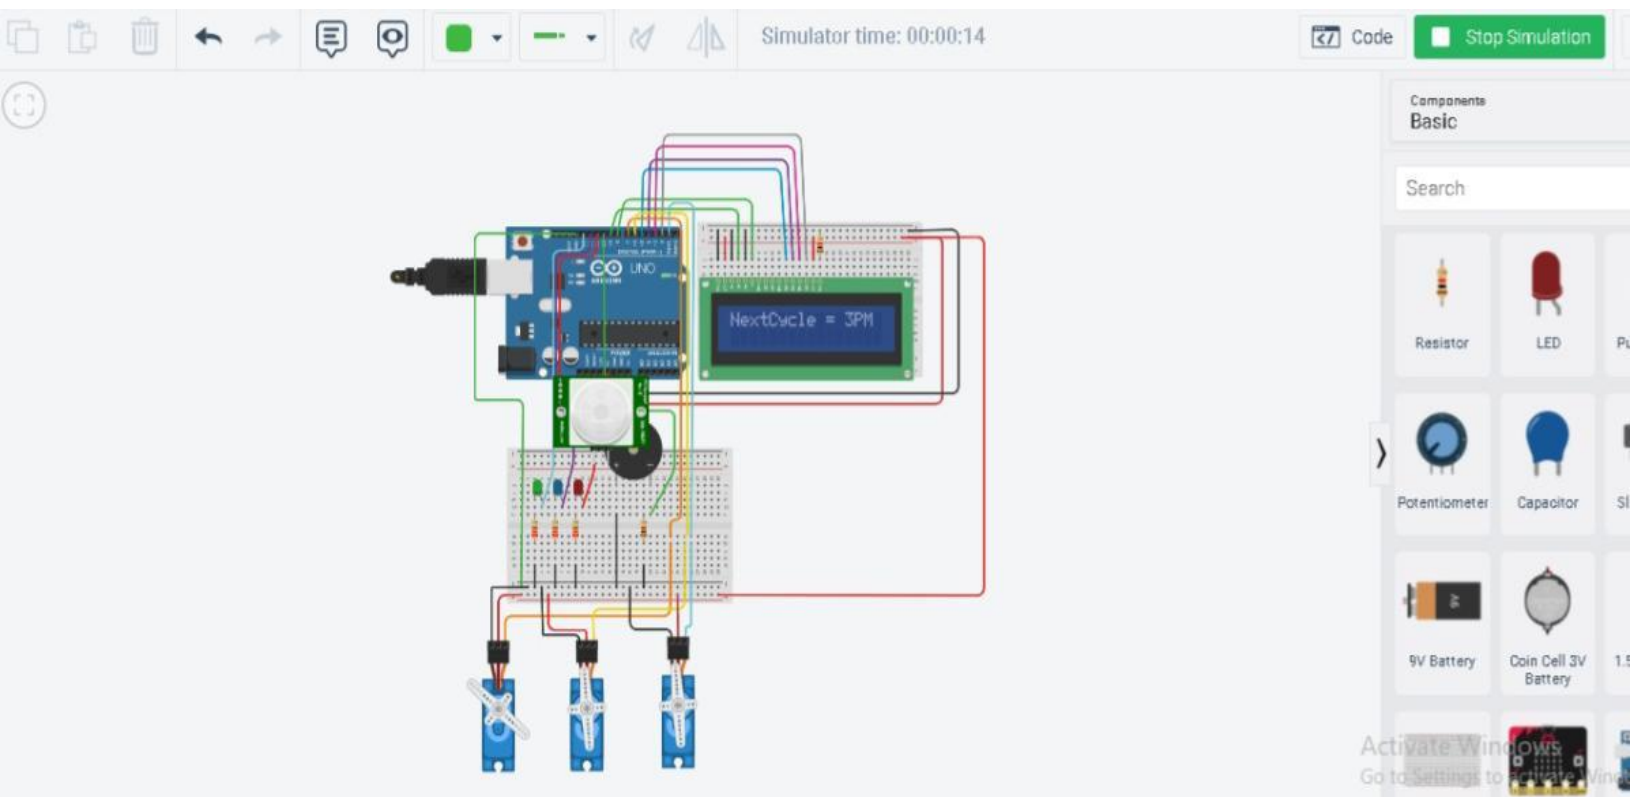 Simulator time: 00:00:14
Code
Stop Simulation
Components
Basic
Search
UNO
NextCycle = 3PM
Resistor
LED
Potentiometer
Capacitor
9V
9V Battery
Coin Cell 3V
Battery
Activate Windows
Go to Settings to activate